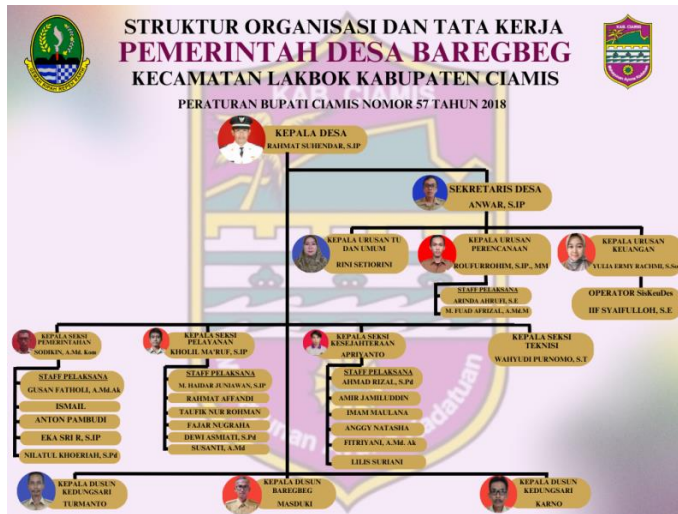 STRUKTUR ORGANISASI DAN TATA KERJA
PEMERINTAH DESA BAREGBEG
KECAMATAN LAKBOK KABUPATEN CIAMIS
PERATURAN BUPATI CIAMIS NOMOR 57 TAHUN 2018
KAB. CIAMIS
KEPALA DESA
RAHMAT SUHENDAR, S.IP
SEKRETARIS DESA
ANWAR, S.IP
KEPALA URUSAN TU
DAN UMUM
RINI SETIORINI
KEPALA URUSAN
PERENCANAAN
ROUFURROHIM, S.IP., MM
KEPALA URUSAN
KEUANGAN
YULIA ERMY RACHMI, S.Sos
STAFF PELAKSANA
ARINDA AHRUFI, S.E
M. FUAD AFRIZAL, A.Md.M
OPERATOR SisKeuDes
IIF SYAIFULLOH, S.E
KEPALA SEKSI
PEMERINTAHAN
SODIKIN, A.Md. Kom
STAFF PELAKSANA
GUSAN FATHOLI, A.Md.Ak
ISMAIL
ANTON PAMBUDI
EKA SRI R, S.IP
NILATUL KHOERIAH, S.Pd
KEPALA SEKSI
PELAYANAN
KHOLIL MA'RUF, S.IP
STAFF PELAKSANA
M. HAIDAR JUNIAWAN, S.IP
RAHMAT AFFANDI
TAUFIK NUR ROHMAN
FAJAR NUGRAHA
DEWI ASMIATI, S.Pd
SUSANTI, A.Md
KEPALA SEKSI
KESEJAHTERAAN
APRIYANTO
STAFF PELAKSANA
AHMAD RIZAL, S.Pd
AMIR JAMILUDDIN
IMAM MAULANA
ANGGY NATASHA
FITRIYANI, A.Md. Ak
LILIS SURIANI
KEPALA SEKSI
TEKNISI
WAHYUDI PURNOMO, S.T
KEPALA DUSUN
KEDUNGSARI
TURMANTO
KEPALA DUSUN
BAREGBEG
MASDUKI
KEPALA DUSUN
KEDUNGSARI
KARNO